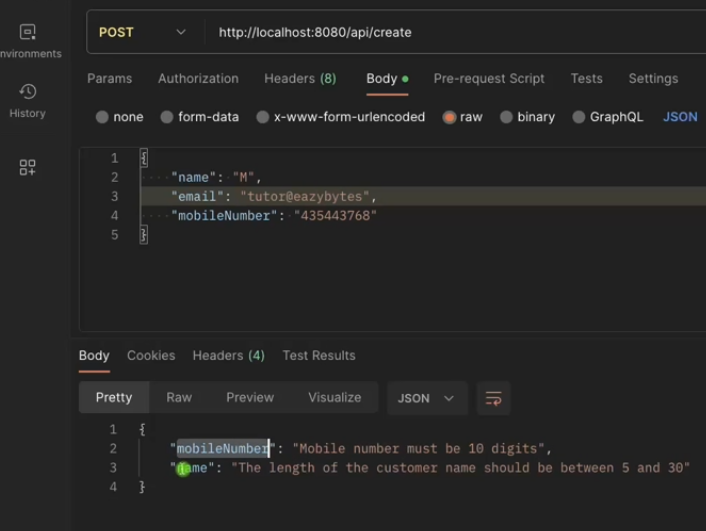 POST http://localhost:8080/api/create
nvironments
Params Authorization Headers (8) Body Pre-request Script Tests Settings
History
none form-data x-www-form-urlencoded raw binary GraphQL JSON
1 {
2 "name": "M",
3 "email": "tutor@eazybytes",
4 "mobileNumber": "435443768"
5 }
Body Cookies Headers (4) Test Results
Pretty Raw Preview Visualize JSON
1 {
2 "mobileNumber": "Mobile number must be 10 digits",
3 "name": "The length of the customer name should be between 5 and 30"
4 }